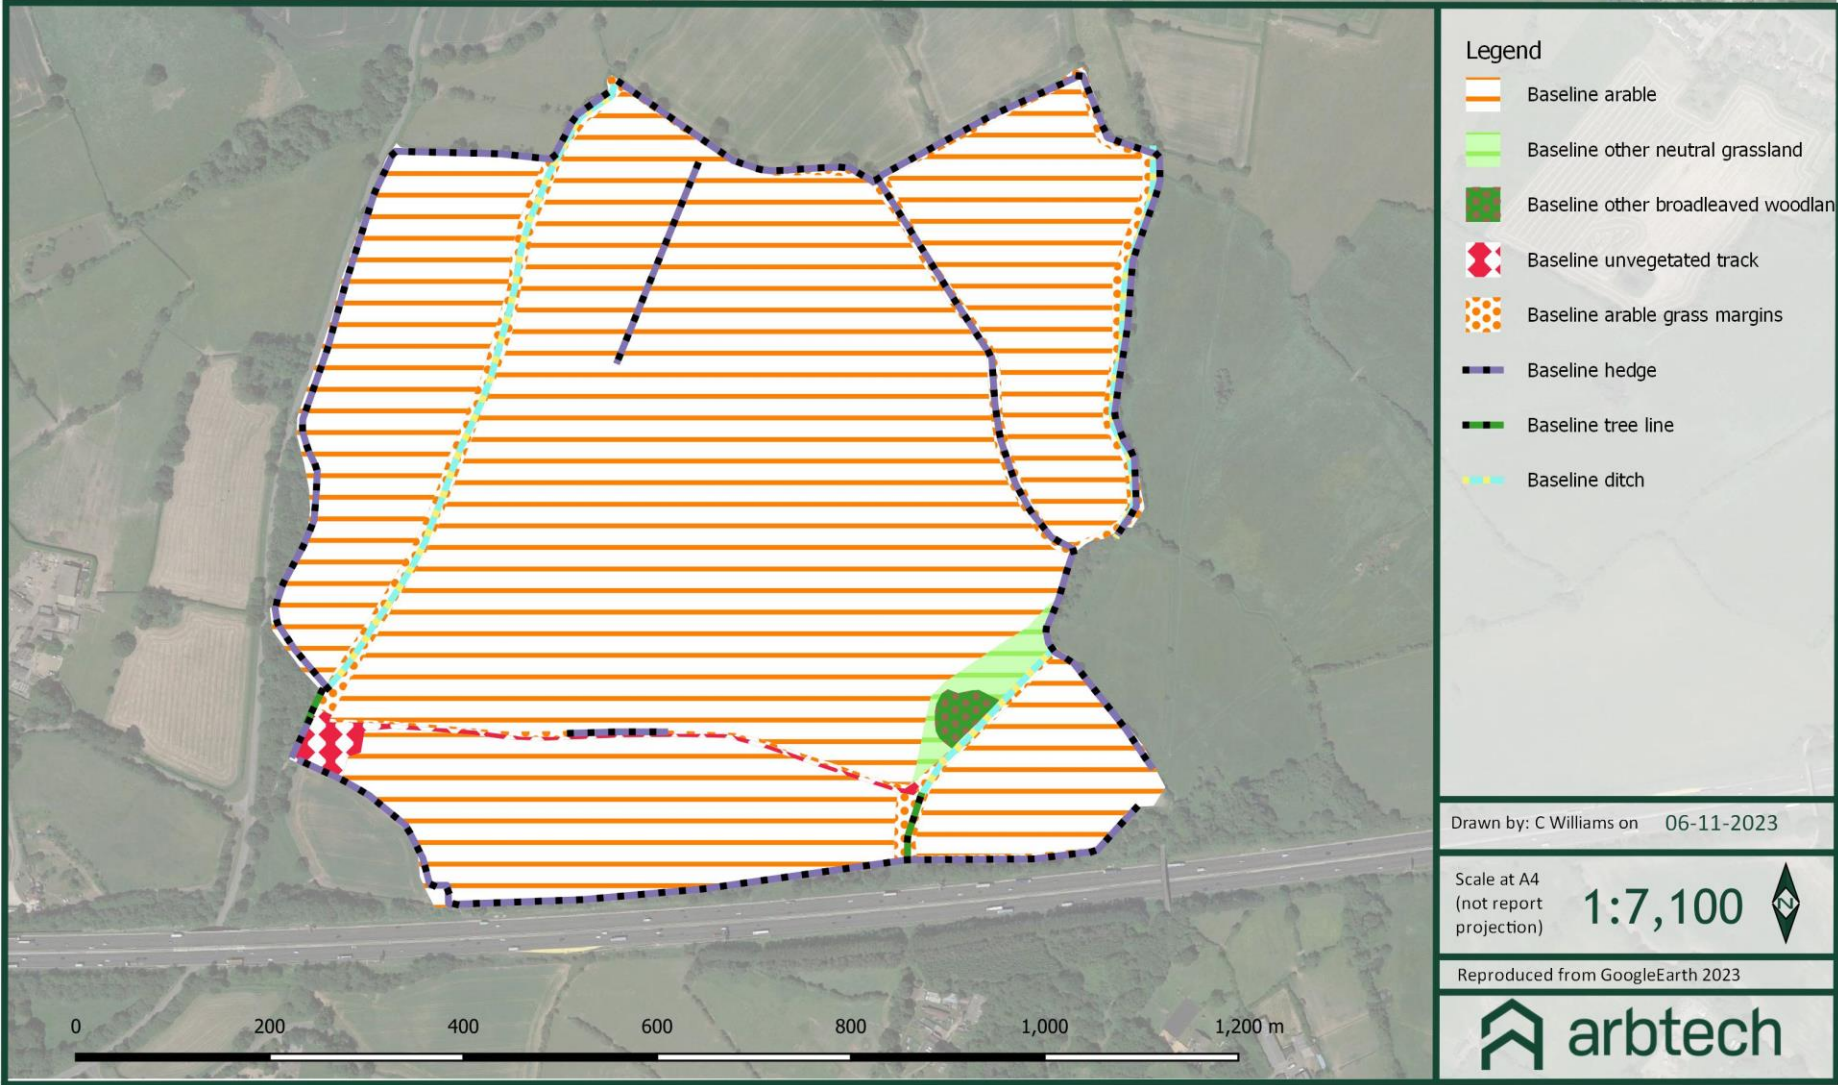 Legend
Baseline arable
Baseline other neutral grassland
Baseline other broadleaved woodlan
Baseline unvegetated track
Baseline arable grass margins
Baseline hedge
Baseline tree line
Baseline ditch
Drawn by: C Williams on 06-11-2023
Scale at A4
(not report
projection)
1:7,100
N
Reproduced from GoogleEarth 2023
arbtech
0 200 400 600 800 1,000 1,200 m